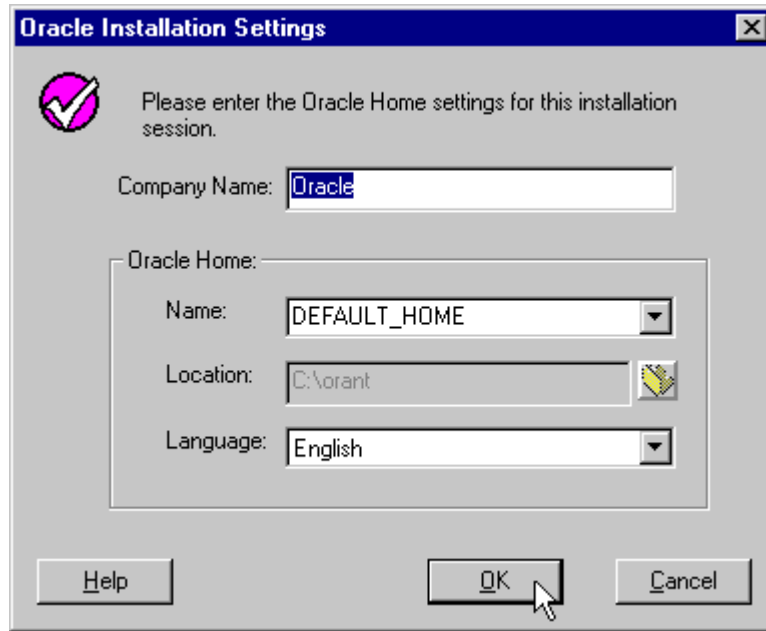 Oracle Installation Settings
Please enter the Oracle Home settings for this installation
session.
Company Name: Oracle
Oracle Home:
Name: DEFAULT_HOME
Location: C:\orant
Language: English
Help OK Cancel